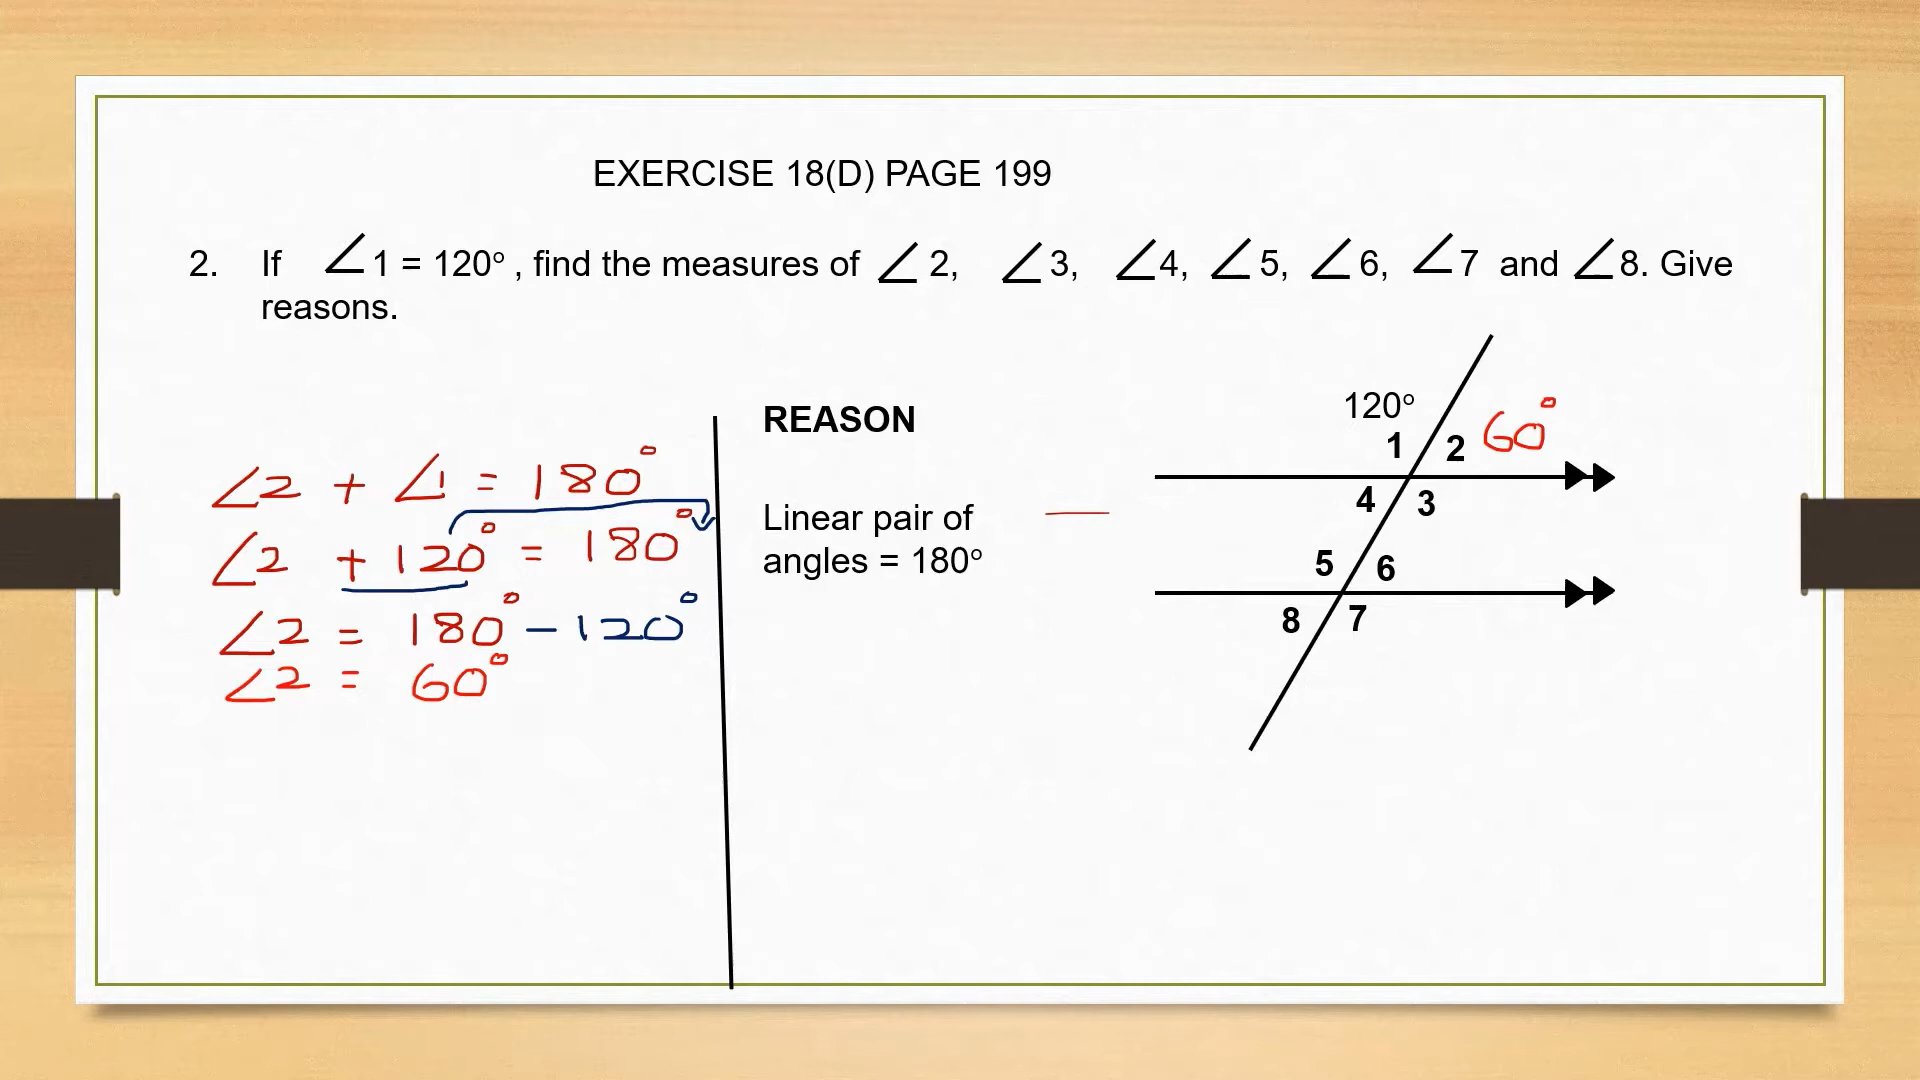 EXERCISE 18(D) PAGE 199
2. If ∠1 = 120° , find the measures of ∠2, ∠3, ∠4, ∠5, ∠6, ∠7 and ∠8. Give
reasons.
∠2 + ∠1 = 180°
∠2 + 120° = 180°
∠2 = 180° – 120°
∠2 = 60°
REASON
Linear pair of
angles = 180°
120°
1 2 60°
4 3
5 6
8 7